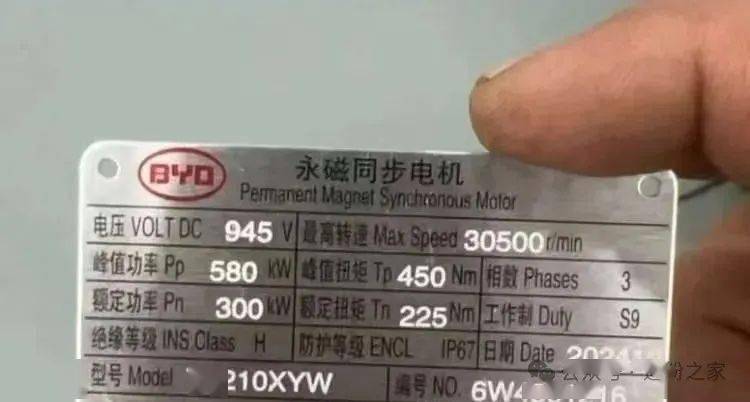 BYD
永磁同步电机
Permanent Magnet Synchronous Motor
电压 VOLT DC 945 V 最高转速 Max Speed 30500 r/min
峰值功率 Pp 580 kW 峰值扭矩 Tp 450 Nm 相数 Phases 3
额定功率 Pn 300 kW 额定扭矩 Tn 225 Nm 工作制 Duty S9
绝缘等级 INS Class H 防护等级 ENCL IP67 日期 Date
型号 Model 210XYW 编号 NO.
公众号